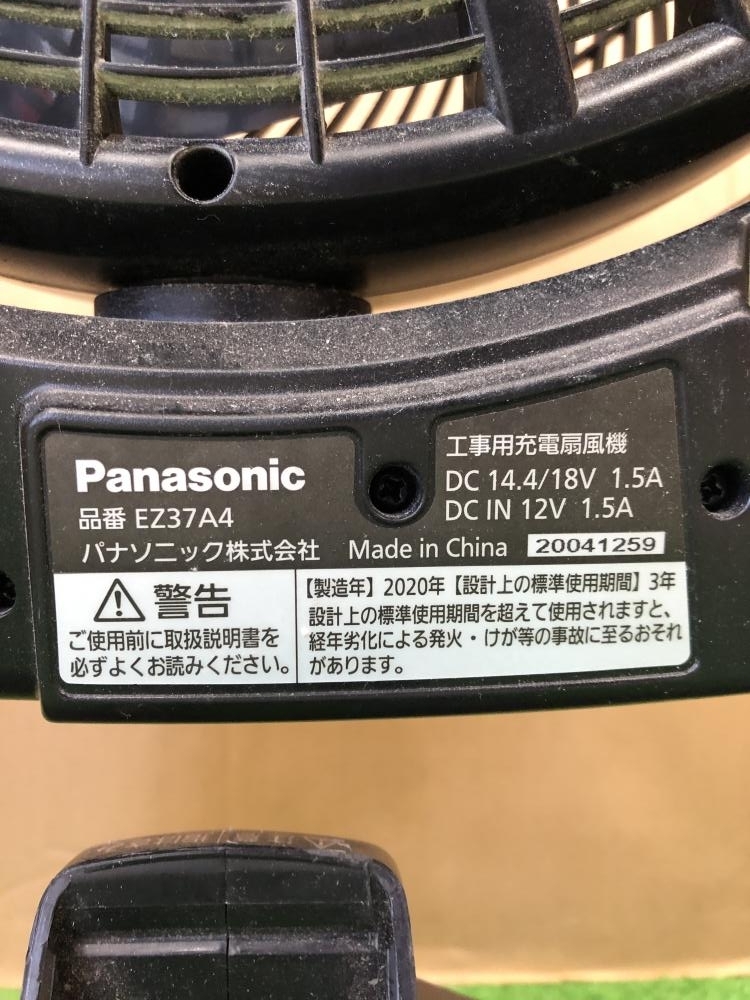 Panasonic
品番 EZ37A4
パナソニック株式会社 Made in China 20041259
工事用充電扇風機
DC 14.4/18V 1.5A
DC IN 12V 1.5A
警告
ご使用前に取扱説明書を
必ずよくお読みください。
【製造年】2020年【設計上の標準使用期間】3年
設計上の標準使用期間を超えて使用されますと、
経年劣化による発火・けが等の事故に至るおそれ
があります。